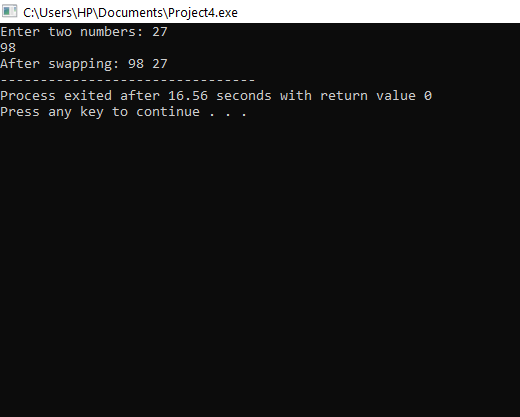 C:\Users\HP\Documents\Project4.exe
Enter two numbers: 27
98
After swapping: 98 27
--------------------------------
Process exited after 16.56 seconds with return value 0
Press any key to continue . . .